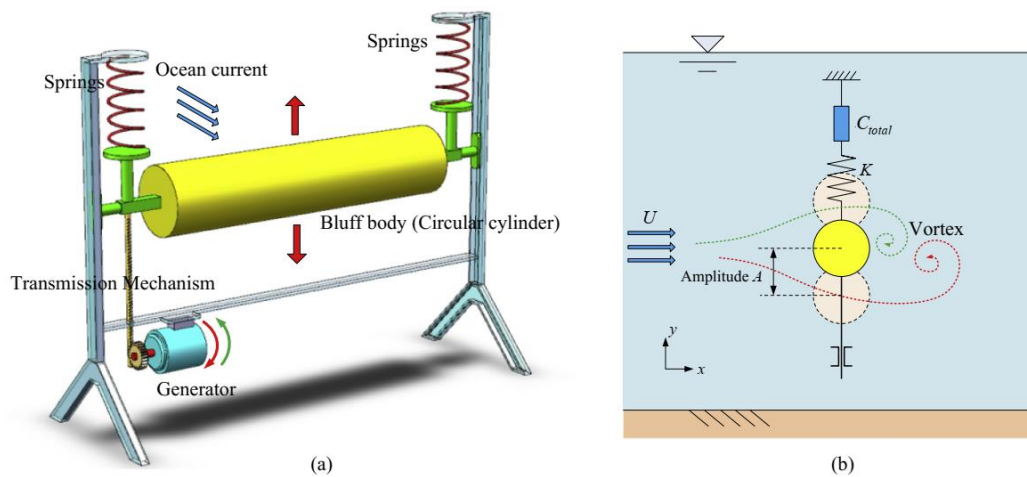 Springs
Springs
Ocean current
Bluff body (Circular cylinder)
Transmission Mechanism
Generator
(a)
C_total
K
U
Vortex
Amplitude A
y
x
(b)